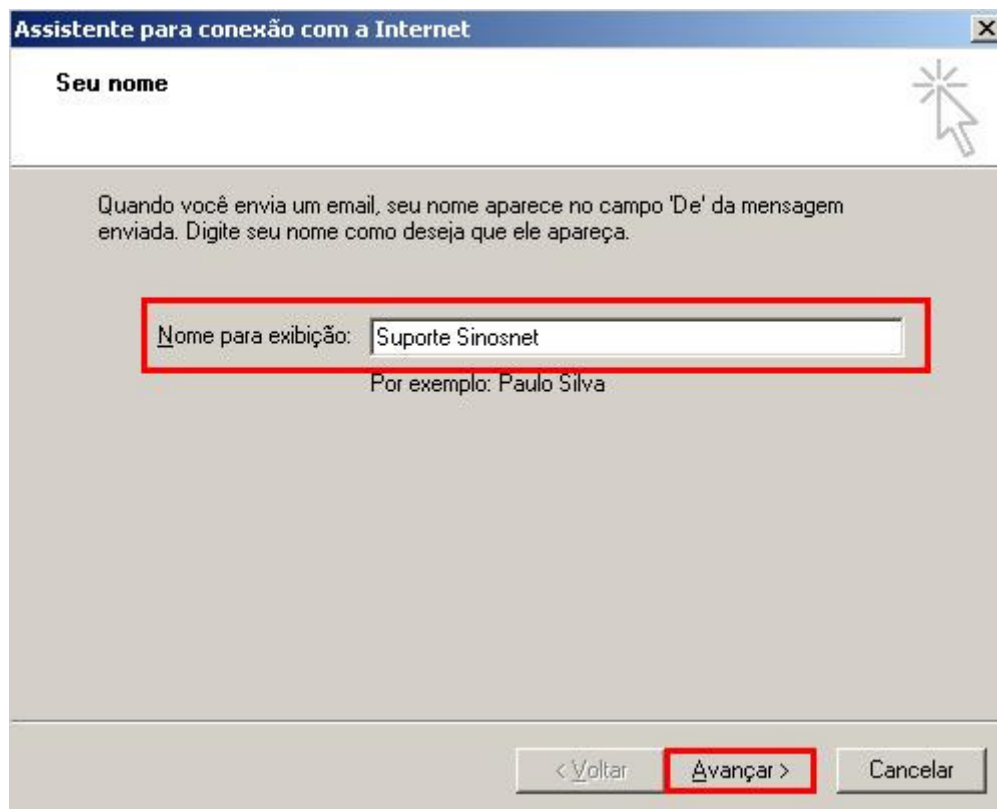 Assistente para conexão com a Internet
Seu nome
Quando você envia um email, seu nome aparece no campo 'De' da mensagem
enviada. Digite seu nome como deseja que ele apareça.
Nome para exibição: Suporte Sinosnet
Por exemplo: Paulo Silva
< Voltar Avançar > Cancelar